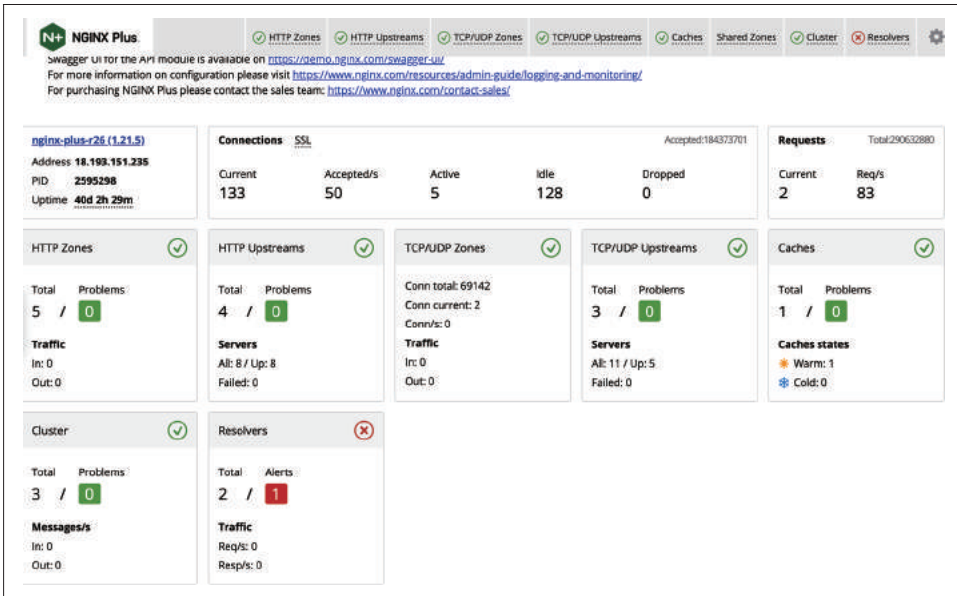 N+ NGINX Plus HTTP Zones HTTP Upstreams TCP/UDP Zones TCP/UDP Upstreams Caches Shared Zones Cluster Resolvers
Swagger UI for the API module is available on https://demo.nginx.com/swagger-ui/
For more information on configuration please visit https://www.nginx.com/resources/admin-guide/logging-and-monitoring/
For purchasing NGINX Plus please contact the sales team: https://www.nginx.com/contact-sales/
nginx-plus-r26 (1.21.5)
Address 18.193.151.235
PID 2595298
Uptime 40d 2h 29m
Connections SSL Accepted:184373701
Current Accepted/s Active Idle Dropped
133 50 5 128 0
Requests Total:290632880
Current Req/s
2 83
HTTP Zones
Total Problems
5 / 0
Traffic
In: 0
Out: 0
HTTP Upstreams
Total Problems
4 / 0
Servers
All: 8 / Up: 8
Failed: 0
TCP/UDP Zones
Conn total: 69142
Conn current: 2
Conn/s: 0
Traffic
In: 0
Out: 0
TCP/UDP Upstreams
Total Problems
3 / 0
Servers
All: 11 / Up: 5
Failed: 0
Caches
Total Problems
1 / 0
Caches states
Warm: 1
Cold: 0
Cluster
Total Problems
3 / 0
Messages/s
In: 0
Out: 0
Resolvers
Total Alerts
2 / 1
Traffic
Req/s: 0
Resp/s: 0